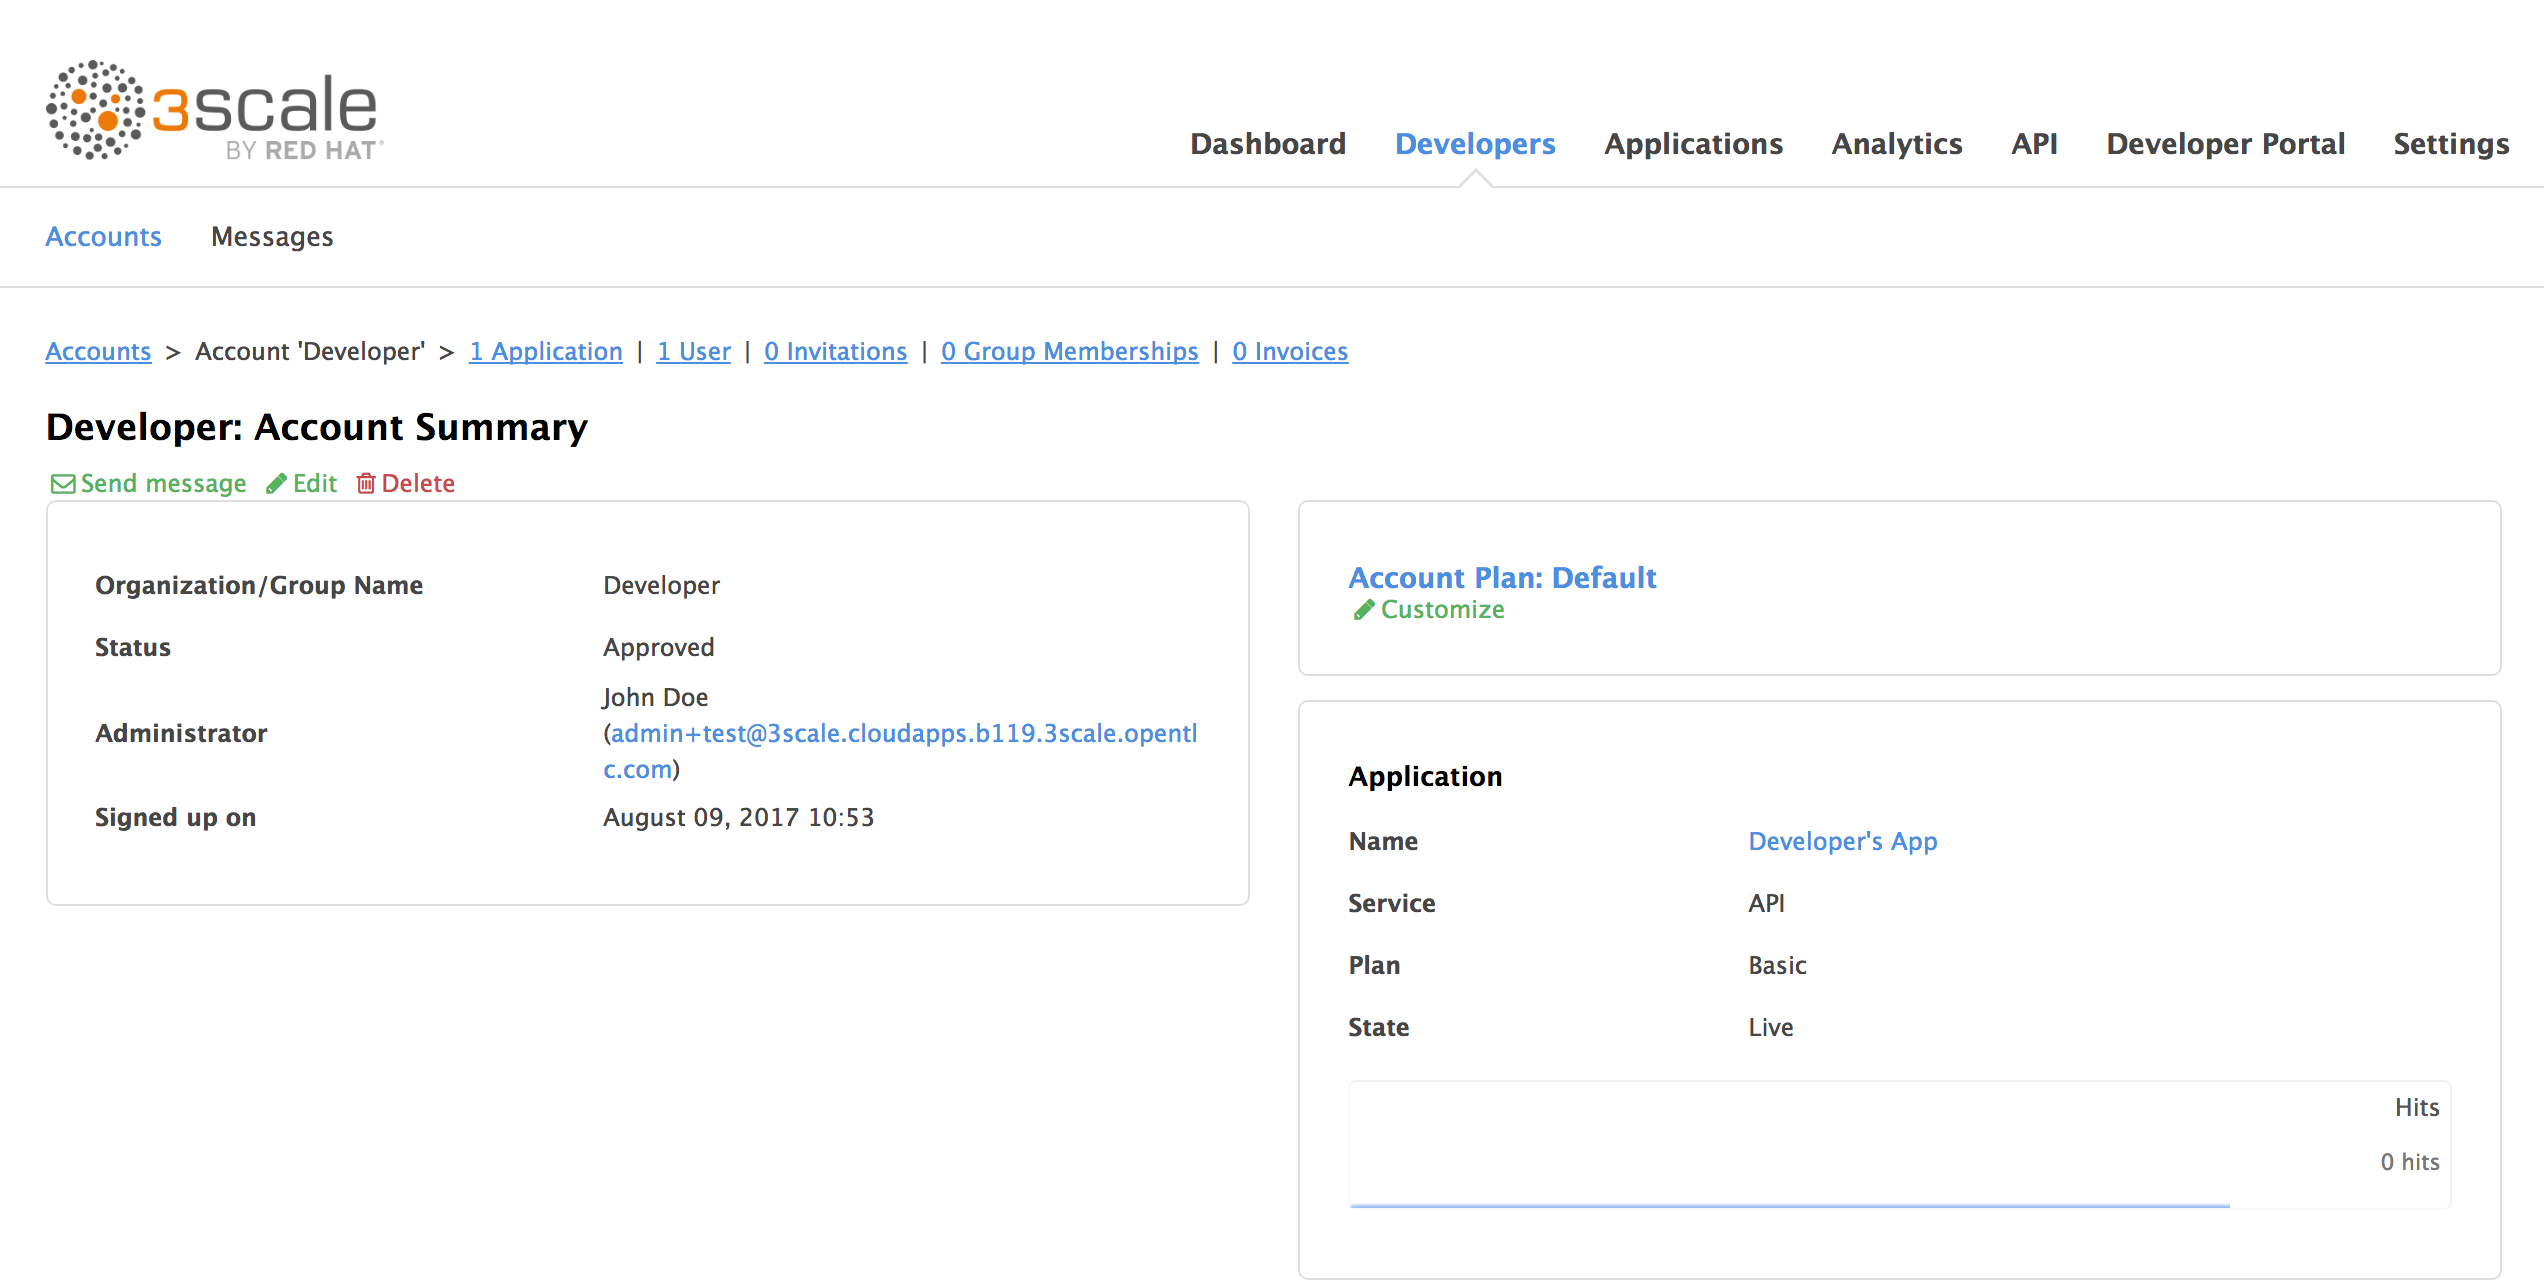 3scale
BY RED HAT®
Dashboard Developers Applications Analytics API Developer Portal Settings
Accounts Messages
Accounts > Account 'Developer' > 1 Application | 1 User | 0 Invitations | 0 Group Memberships | 0 Invoices
Developer: Account Summary
Send message Edit Delete
Organization/Group Name Developer
Status Approved
Administrator John Doe
(admin+test@3scale.cloudapps.b119.3scale.opentl
c.com)
Signed up on August 09, 2017 10:53
Account Plan: Default
Customize
Application
Name Developer's App
Service API
Plan Basic
State Live
Hits
0 hits